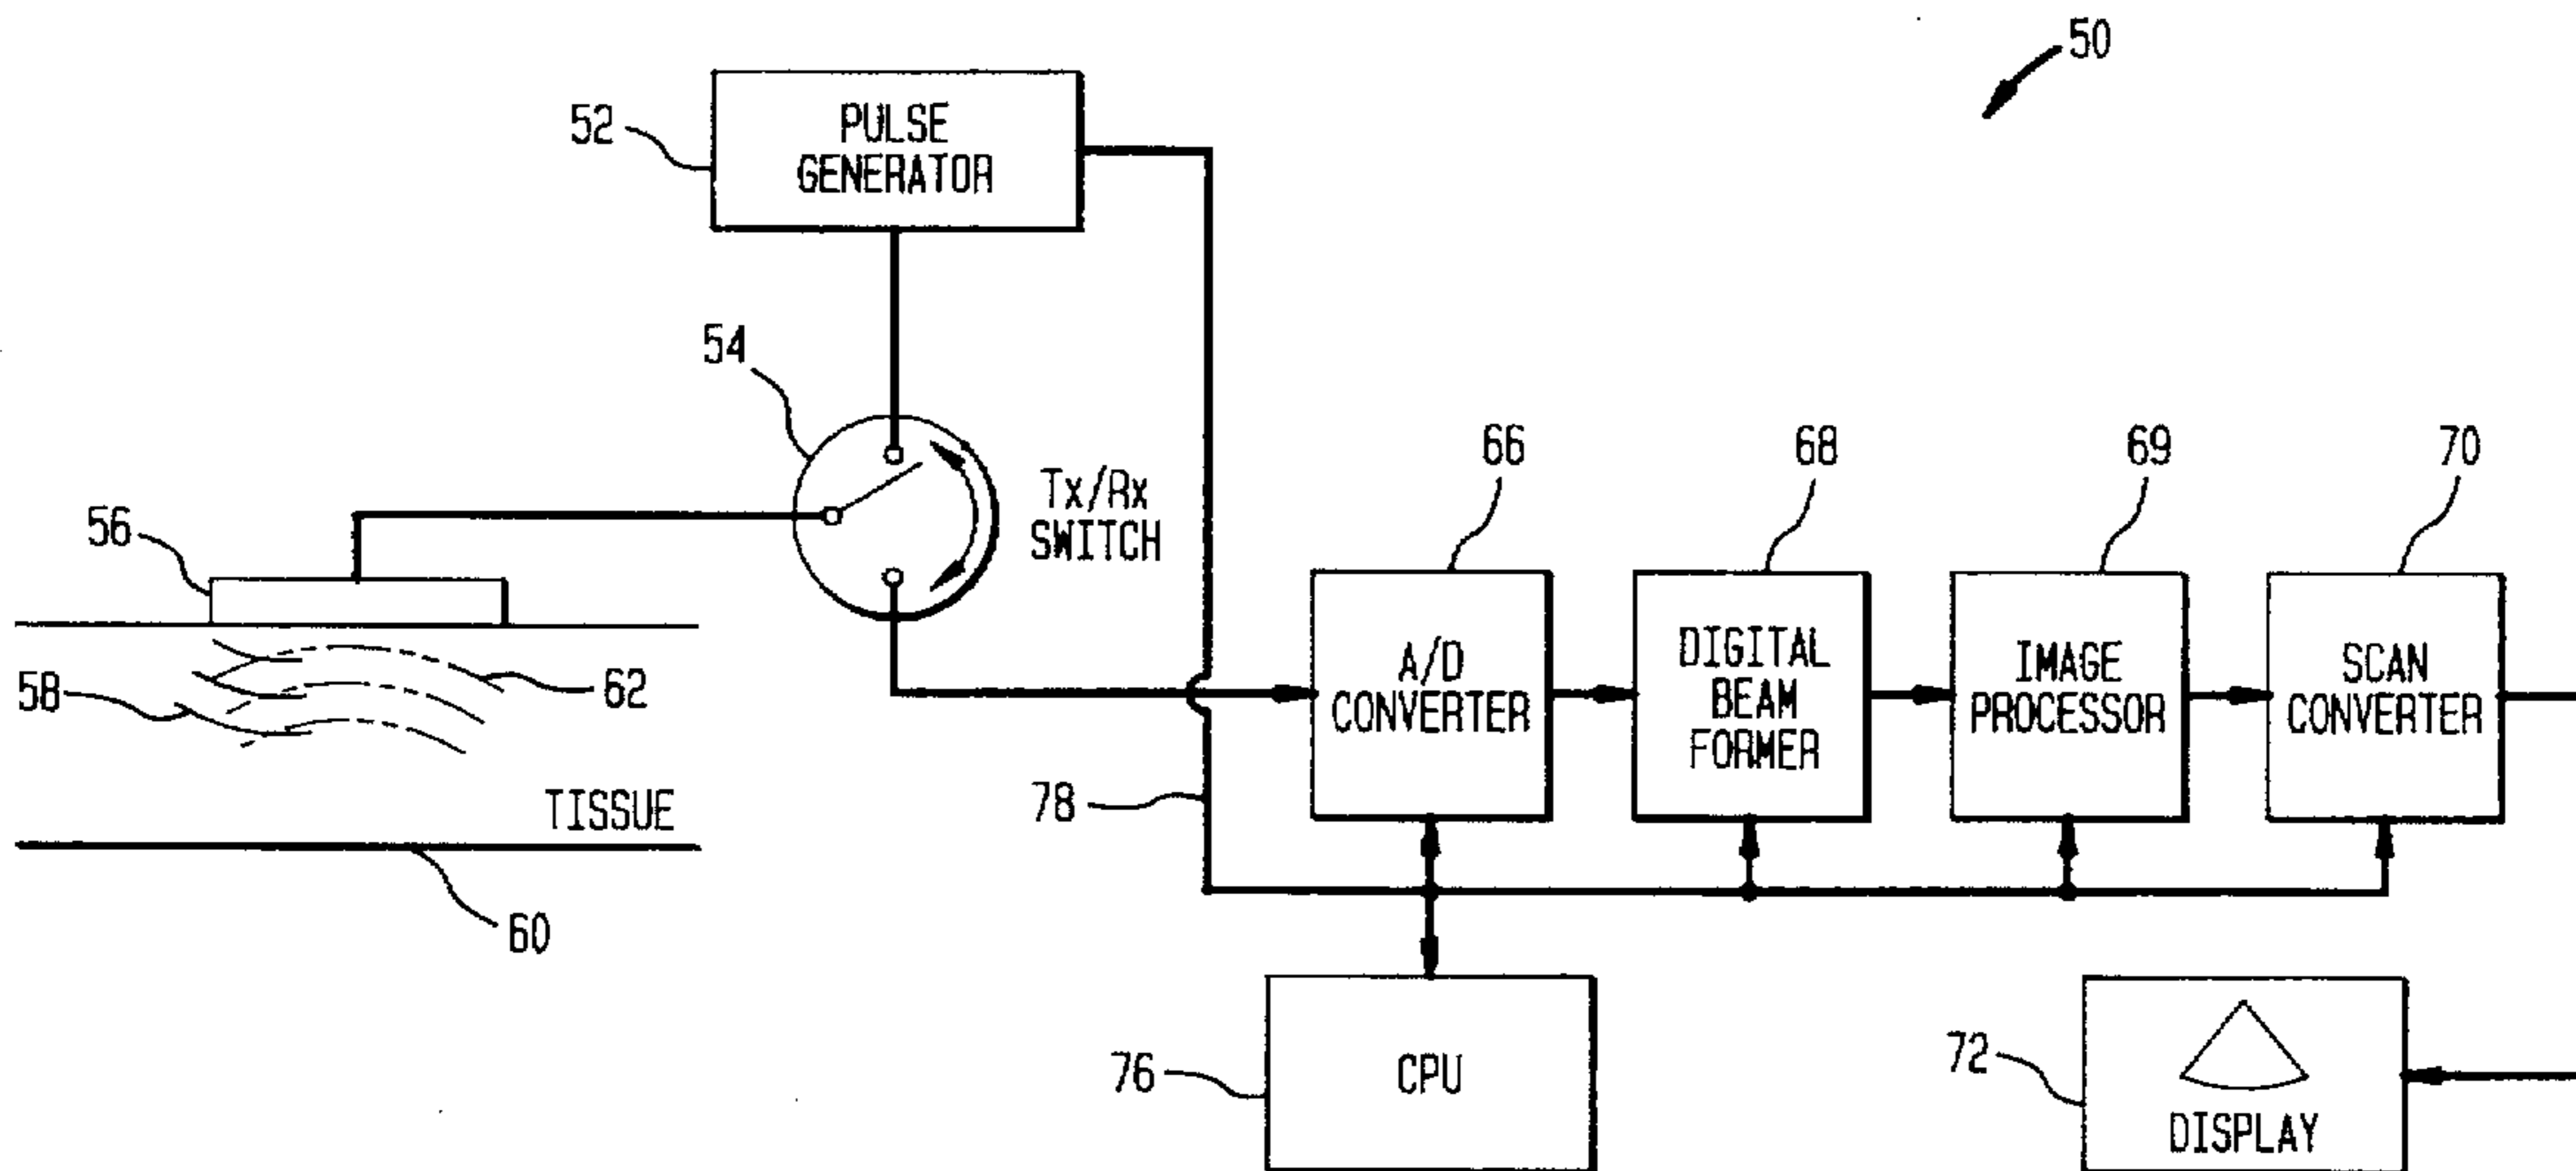 50
52
PULSE
GENERATOR
54
Tx/Rx
SWITCH
56
58
62
TISSUE
60
66
68
69
70
A/D
CONVERTER
DIGITAL
BEAM
FORMER
IMAGE
PROCESSOR
SCAN
CONVERTER
78
76
CPU
72
DISPLAY